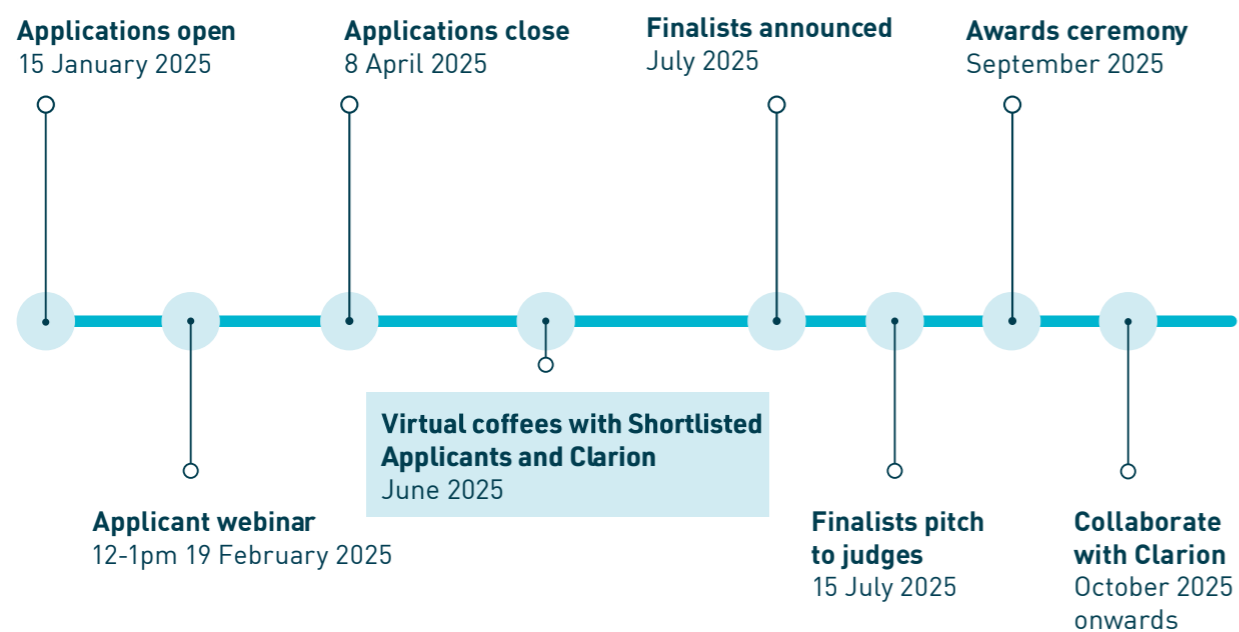 Applications open
15 January 2025
Applications close
8 April 2025
Finalists announced
July 2025
Awards ceremony
September 2025
Virtual coffees with Shortlisted
Applicants and Clarion
June 2025
Applicant webinar
12-1pm 19 February 2025
Finalists pitch
to judges
15 July 2025
Collaborate
with Clarion
October 2025
onwards